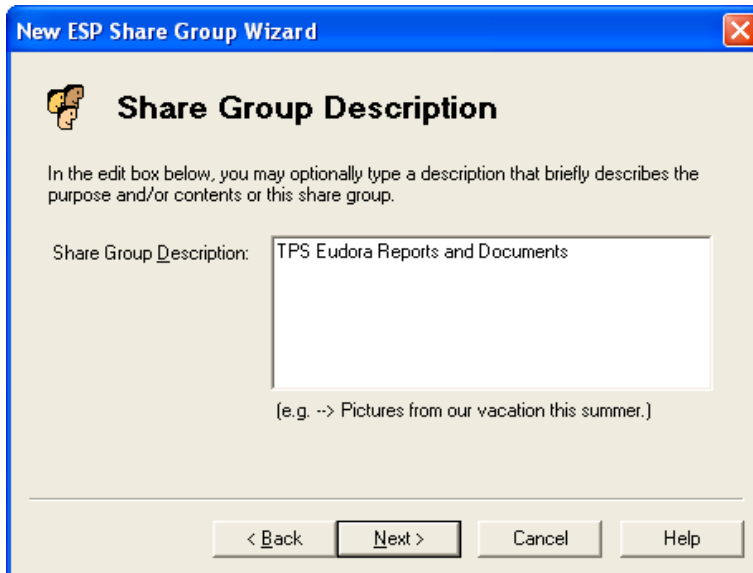 New ESP Share Group Wizard
Share Group Description
In the edit box below, you may optionally type a description that briefly describes the
purpose and/or contents or this share group.
Share Group Description: TPS Eudora Reports and Documents
(e.g. --> Pictures from our vacation this summer.)
< Back Next > Cancel Help